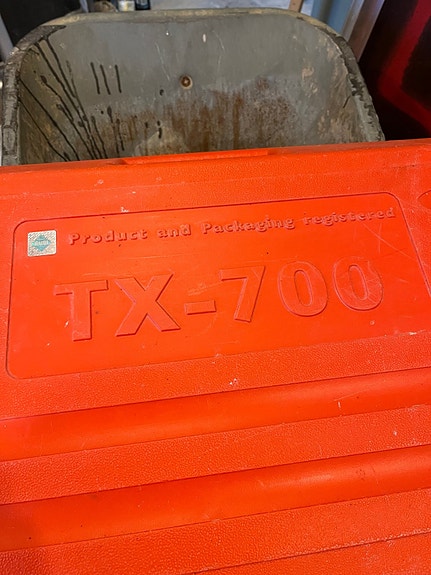 Product and Packaging registered
TX-700